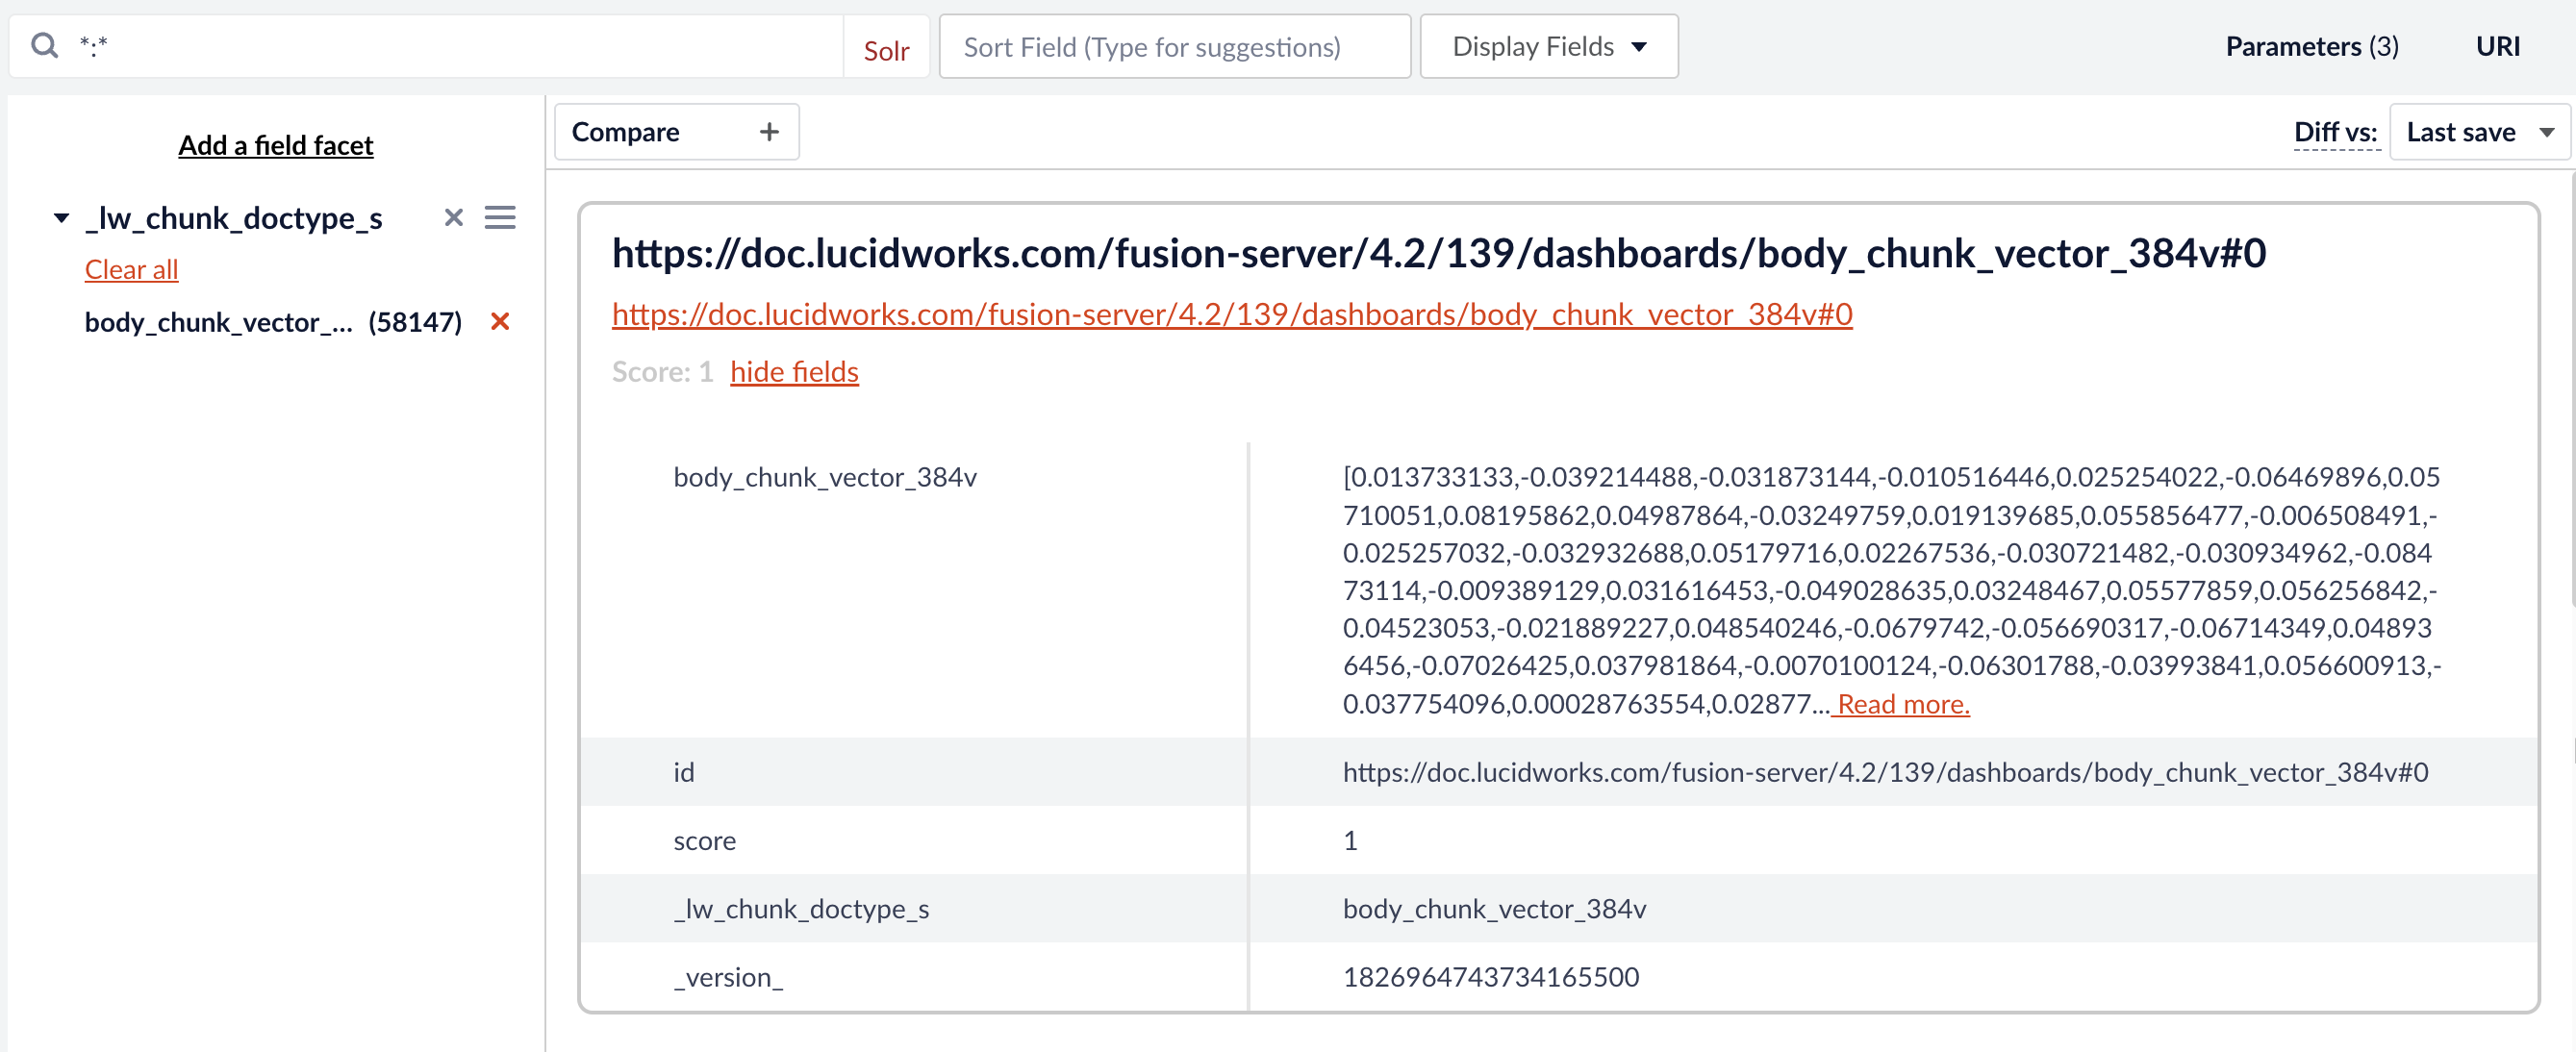 *:*
Solr
Sort Field (Type for suggestions)
Display Fields
Parameters (3)
URI
Add a field facet
_lw_chunk_doctype_s
Clear all
body_chunk_vector_... (58147)
Compare +
Diff vs:
Last save
https://doc.lucidworks.com/fusion-server/4.2/139/dashboards/body_chunk_vector_384v#0
https://doc.lucidworks.com/fusion-server/4.2/139/dashboards/body_chunk_vector_384v#0
Score: 1 hide fields
body_chunk_vector_384v
[0.013733133,-0.039214488,-0.031873144,-0.010516446,0.025254022,-0.06469896,0.05
710051,0.08195862,0.04987864,-0.03249759,0.019139685,0.055856477,-0.006508491,-
0.025257032,-0.032932688,0.05179716,0.02267536,-0.030721482,-0.030934962,-0.084
73114,-0.009389129,0.031616453,-0.049028635,0.03248467,0.05577859,0.056256842,-
0.04523053,-0.021889227,0.048540246,-0.0679742,-0.056690317,-0.06714349,0.04893
6456,-0.07026425,0.037981864,-0.0070100124,-0.06301788,-0.03993841,0.056600913,-
0.037754096,0.00028763554,0.02877... Read more.
id
https://doc.lucidworks.com/fusion-server/4.2/139/dashboards/body_chunk_vector_384v#0
score
1
_lw_chunk_doctype_s
body_chunk_vector_384v
_version_
1826964743734165500